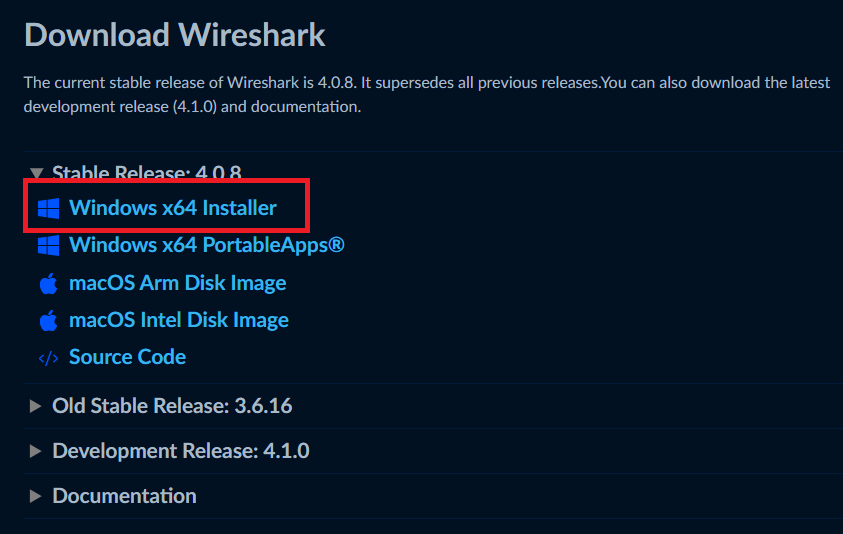 Download Wireshark
The current stable release of Wireshark is 4.0.8. It supersedes all previous releases.You can also download the latest
development release (4.1.0) and documentation.
Stable Release: 4.0.8
Windows x64 Installer
Windows x64 PortableApps®
macOS Arm Disk Image
macOS Intel Disk Image
</> Source Code
Old Stable Release: 3.6.16
Development Release: 4.1.0
Documentation